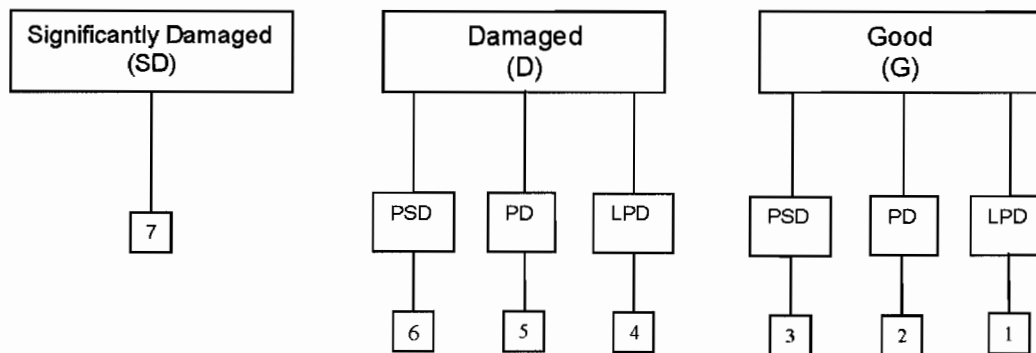 Significantly Damaged
(SD)
Damaged
(D)
Good
(G)
PSD
PD
LPD
PSD
PD
LPD
7
6
5
4
3
2
1